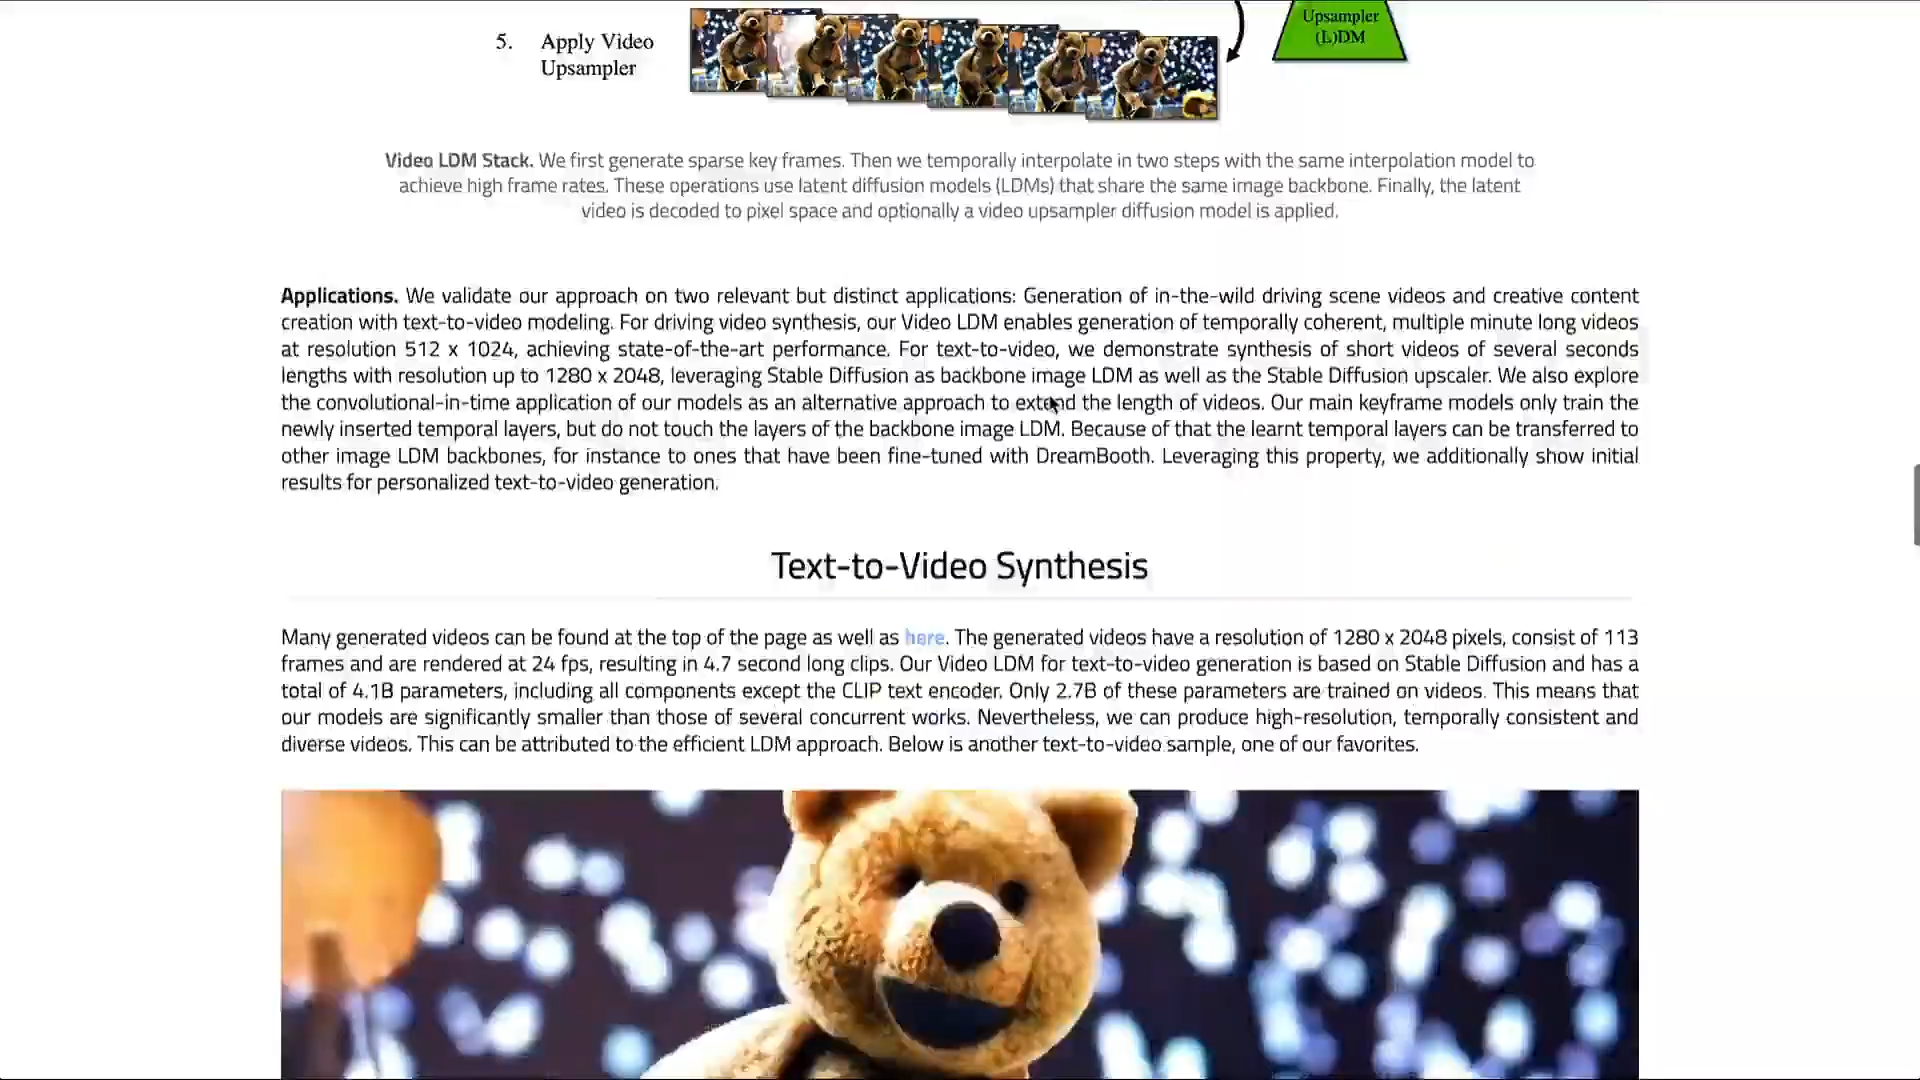 Upsampler
(L)DM
5. Apply Video
Upsampler
Video LDM Stack. We first generate sparse key frames. Then we temporally interpolate in two steps with the same interpolation model to
achieve high frame rates. These operations use latent diffusion models (LDMs) that share the same image backbone. Finally, the latent
video is decoded to pixel space and optionally a video upsampler diffusion model is applied.
Applications. We validate our approach on two relevant but distinct applications: Generation of in-the-wild driving scene videos and creative content
creation with text-to-video modeling. For driving video synthesis, our Video LDM enables generation of temporally coherent, multiple minute long videos
at resolution 512 x 1024, achieving state-of-the-art performance. For text-to-video, we demonstrate synthesis of short videos of several seconds
lengths with resolution up to 1280 x 2048, leveraging Stable Diffusion as backbone image LDM as well as the Stable Diffusion upscaler. We also explore
the convolutional-in-time application of our models as an alternative approach to extend the length of videos. Our main keyframe models only train the
newly inserted temporal layers, but do not touch the layers of the backbone image LDM. Because of that the learnt temporal layers can be transferred to
other image LDM backbones, for instance to ones that have been fine-tuned with DreamBooth. Leveraging this property, we additionally show initial
results for personalized text-to-video generation.
Text-to-Video Synthesis
Many generated videos can be found at the top of the page as well as here. The generated videos have a resolution of 1280 x 2048 pixels, consist of 113
frames and are rendered at 24 fps, resulting in 4.7 second long clips. Our Video LDM for text-to-video generation is based on Stable Diffusion and has a
total of 4.1B parameters, including all components except the CLIP text encoder. Only 2.7B of these parameters are trained on videos. This means that
our models are significantly smaller than those of several concurrent works. Nevertheless, we can produce high-resolution, temporally consistent and
diverse videos. This can be attributed to the efficient LDM approach. Below is another text-to-video sample, one of our favorites.